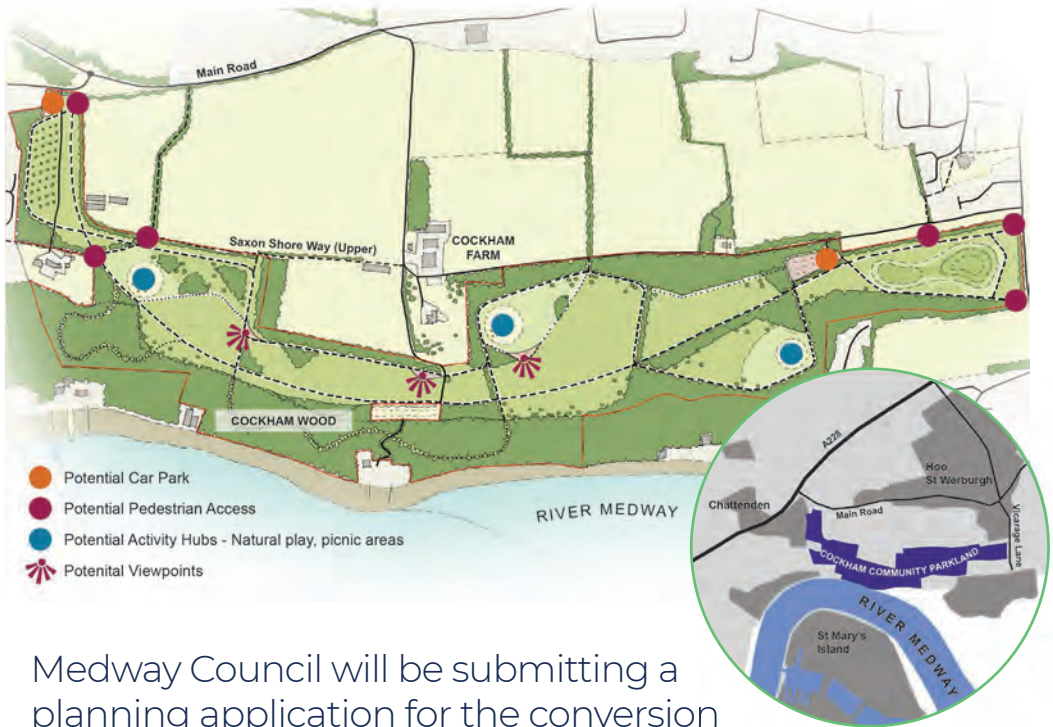 Main Road
Saxon Shore Way (Upper)
COCKHAM
FARM
COCKHAM WOOD
RIVER MEDWAY
Potential Car Park
Potential Pedestrian Access
Potential Activity Hubs - Natural play, picnic areas
Potenital Viewpoints
A228
Hoo
St Werburgh
Chattenden
Main Road
Vicarage Lane
COCKHAM COMMUNITY PARKLAND
RIVER MEDWAY
St Mary's
Island
Medway Council will be submitting a
planning application for the conversion